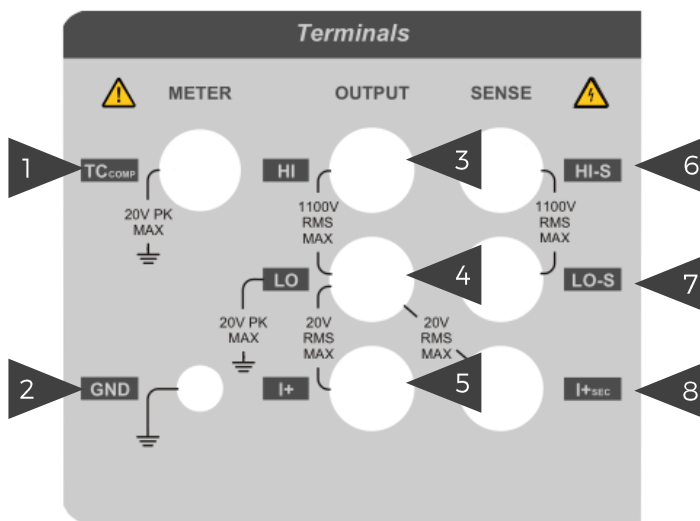 Terminals
METER
OUTPUT
SENSE
1
TCCOMP
HI
3
HI-S
6
20V PK
MAX
1100V
RMS
MAX
1100V
RMS
MAX
LO
4
LO-S
7
20V PK
MAX
20V
RMS
MAX
20V
RMS
MAX
2
GND
I+
5
I+SEC
8